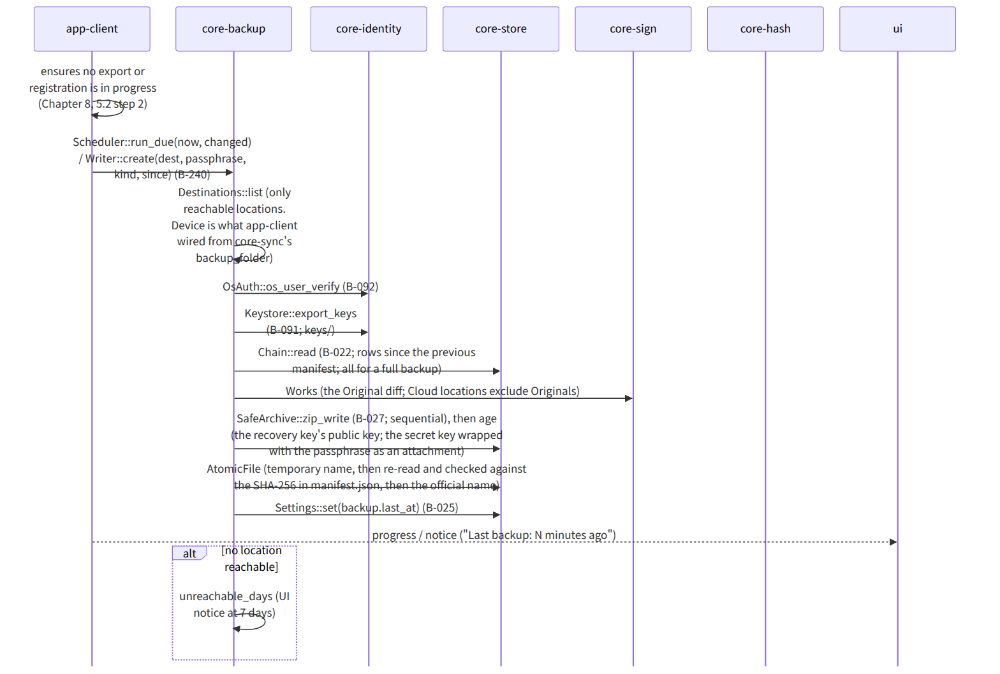 app-client
core-backup
core-identity
core-store
core-sign
core-hash
ui
ensures no export or
registration is in progress
(Chapter 8, 5.2 step 2)
Scheduler::run_due(now, changed)
/ Writer::create(dest, passphrase,
kind, since) (B-240)
Destinations::list (only
reachable locations.
Device is what app-client
wired from core-sync's
backup_folder)
OsAuth::os_user_verify (B-092)
Keystore::export_keys
(B-091; keys/)
Chain::read (B-022; rows since the previous
manifest; all for a full backup)
Works (the Original diff; Cloud locations exclude Originals)
SafeArchive::zip_write (B-027; sequential), then age
(the recovery key's public key; the secret key wrapped
with the passphrase as an attachment)
AtomicFile (temporary name, then re-read and checked against
the SHA-256 in manifest.json, then the official name)
Settings::set(backup.last_at) (B-025)
progress / notice ("Last backup: N minutes ago")
alt
[no location
reachable]
unreachable_days (UI
notice at 7 days)